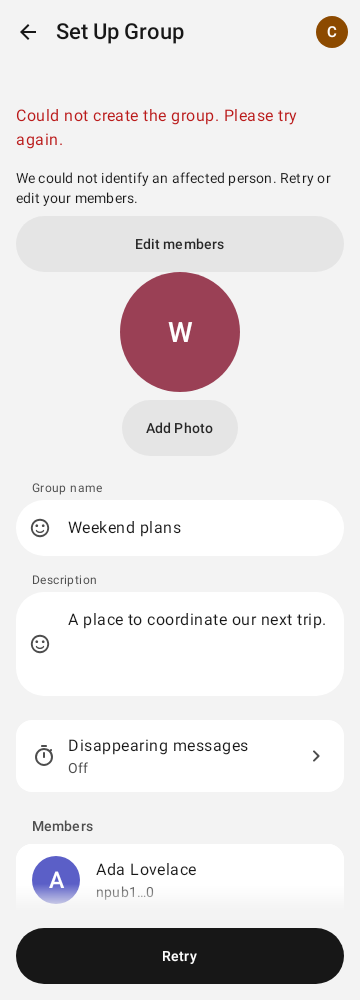 Set Up Group
C
Could not create the group. Please try
again.
We could not identify an affected person. Retry or
edit your members.
Edit members
W
Add Photo
Group name
Weekend plans
Description
A place to coordinate our next trip.
Disappearing messages
Off
Members
A
Ada Lovelace
npub1…0
Retry